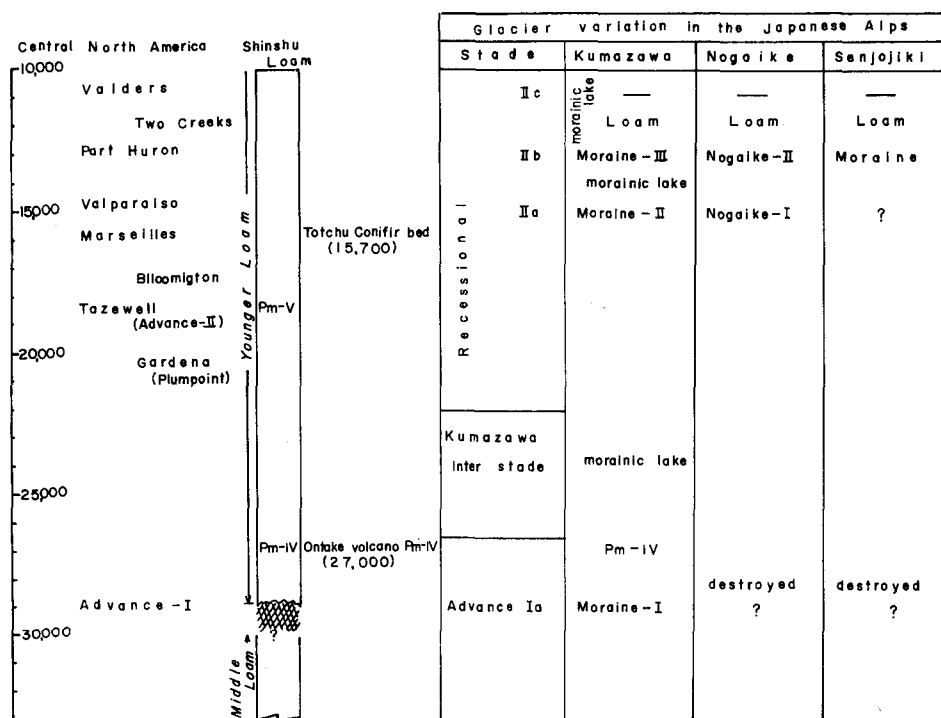 Glacier variation in the Japanese Alps
Central North America
Shinshu
Loam
Stade Kumazawa Nogaike Senjojiki
10,000
Valders
IIc
morainic lake
— — —
Two Creeks
Loam Loam Loam
Part Huron
IIb Moraine-III Nogaike-II Moraine
morainic lake
15,000
Valparaiso
IIa Moraine-II Nogaike-I ?
Marseilles
Totchu Conifir bed
(15,700)
Recessional
Younger Loam
Biloomigton
Tazewell
(Advance-II)
Pm-V
20,000
Gardena
(Plumpoint)
Kumazawa
Inter stade
morainic lake
25,000
Pm-IV
Ontake volcano Pm-IV
(27,000)
Pm-IV
destroyed destroyed
Advance-I
Advance Ia Moraine-I ? ?
30,000
?
Middle
Loam